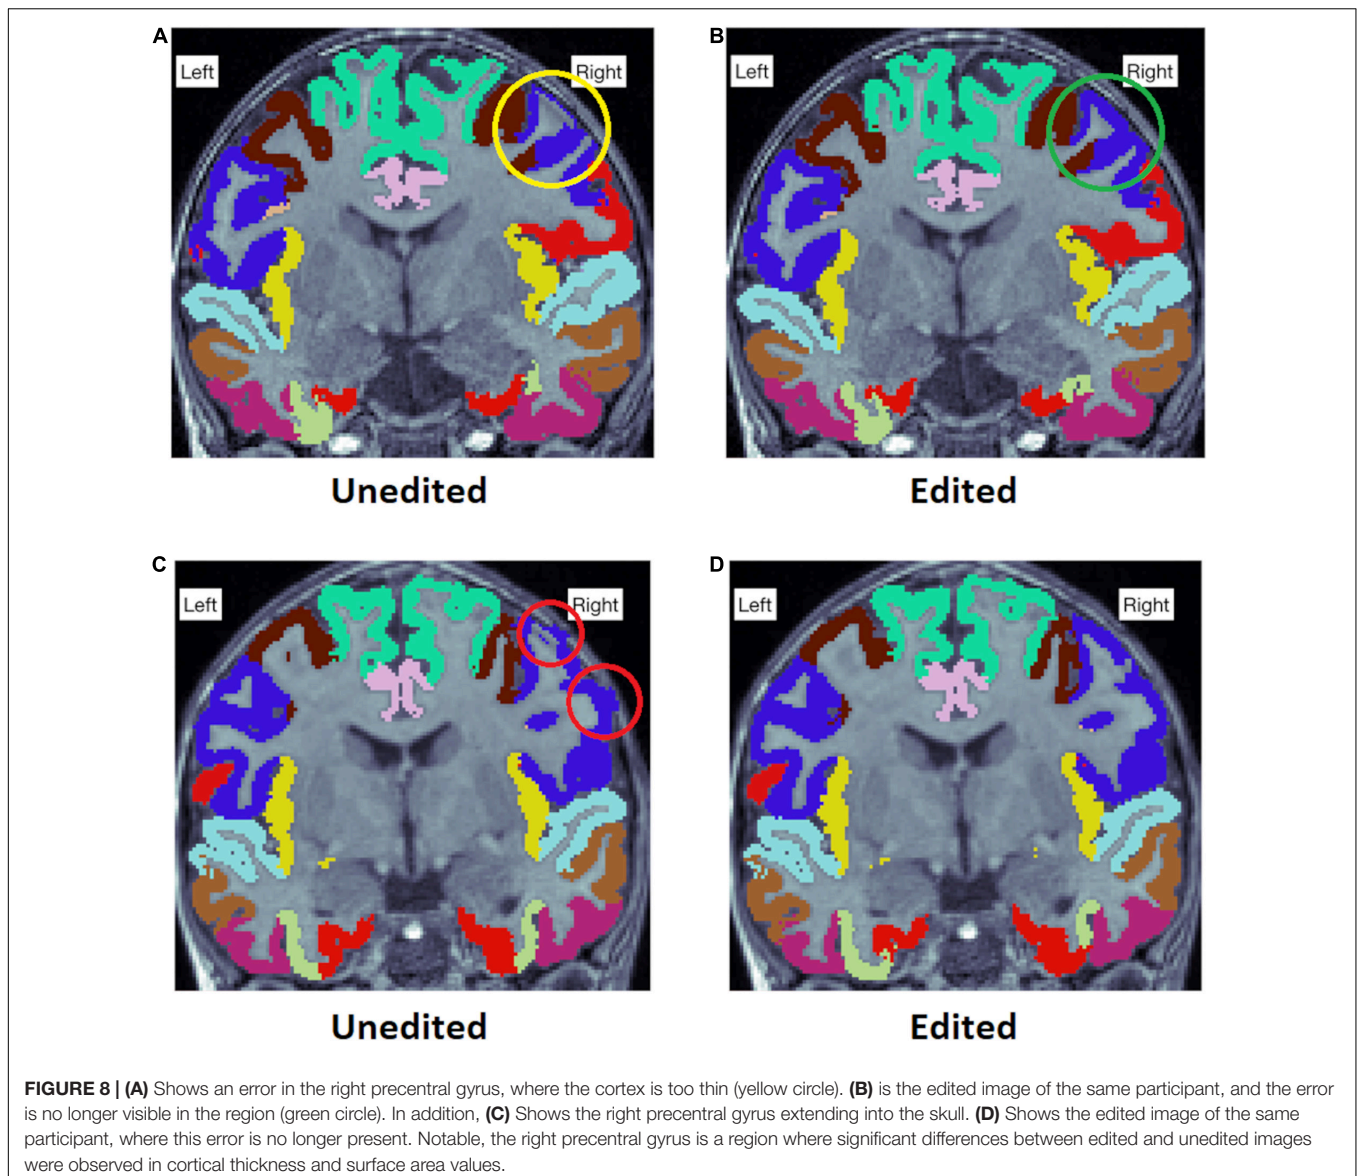 A
B
Left
Right
Left
Right
Unedited
Edited
C
D
Left
Right
Left
Right
Unedited
Edited
FIGURE 8 | (A) Shows an error in the right precentral gyrus, where the cortex is too thin (yellow circle). (B) is the edited image of the same participant, and the error
is no longer visible in the region (green circle). In addition, (C) Shows the right precentral gyrus extending into the skull. (D) Shows the edited image of the same
participant, where this error is no longer present. Notable, the right precentral gyrus is a region where significant differences between edited and unedited images
were observed in cortical thickness and surface area values.